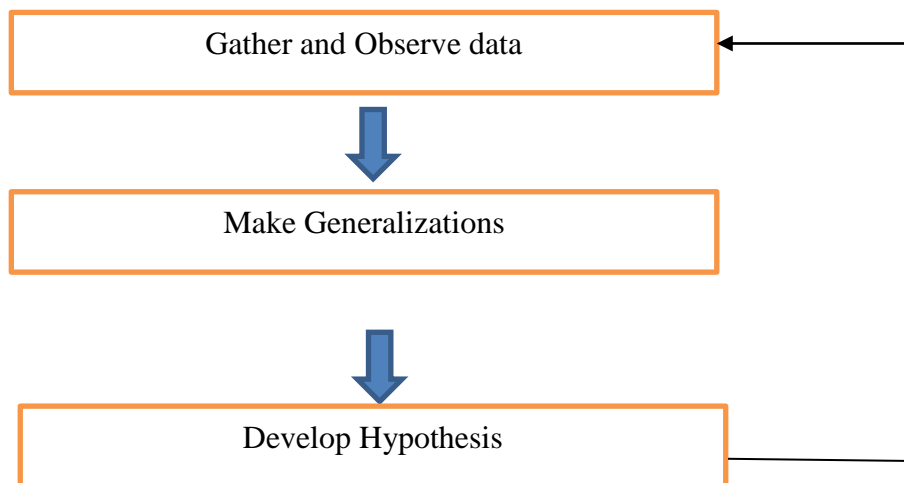 Gather and Observe data
Make Generalizations
Develop Hypothesis